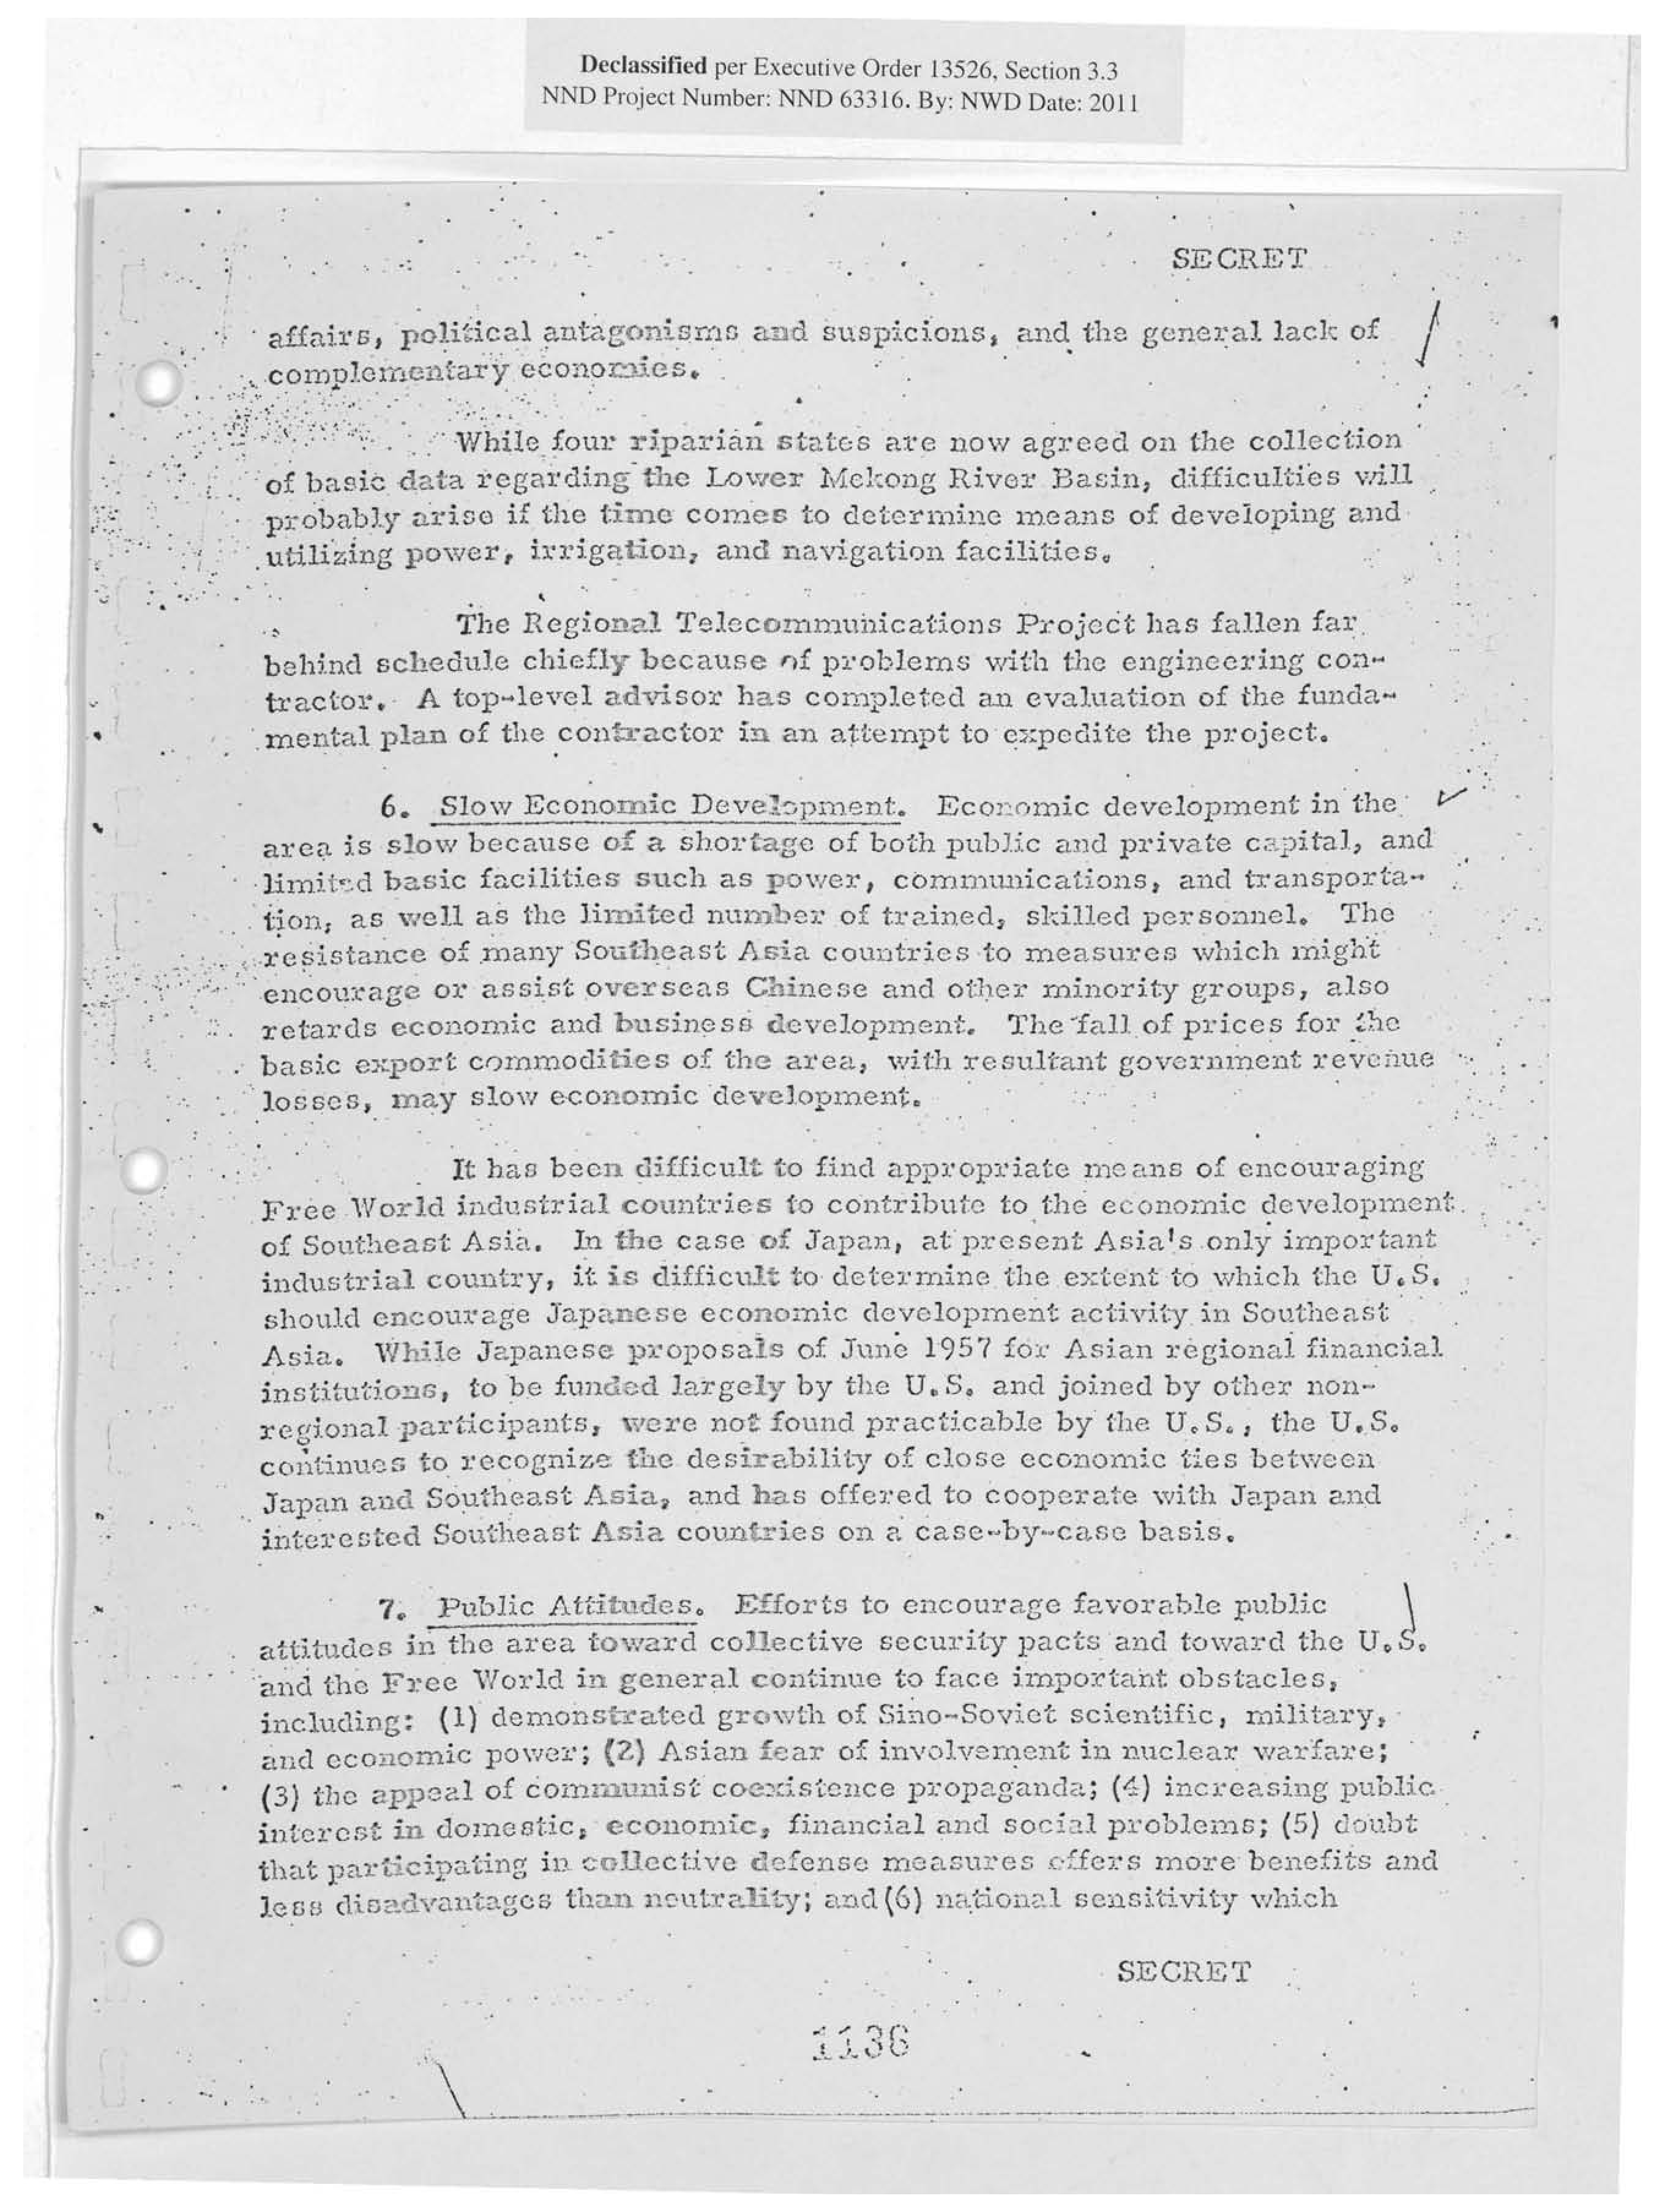 Declassified per Executive Order 13526, Section 3.3
NND Project Number: NND 63316. By: NWD Date: 2011
SECRET
affairs, political antagonisms and suspicions, and the general lack of
complementary economies.
While four riparian states are now agreed on the collection
of basic data regarding the Lower Mekong River Basin, difficulties will
probably arise if the time comes to determine means of developing and
utilizing power, irrigation, and navigation facilities.
The Regional Telecommunications Project has fallen far
behind schedule chiefly because of problems with the engineering con-
tractor. A top-level advisor has completed an evaluation of the funda-
mental plan of the contractor in an attempt to expedite the project.
6. Slow Economic Development. Economic development in the
area is slow because of a shortage of both public and private capital, and
limited basic facilities such as power, communications, and transporta-
tion, as well as the limited number of trained, skilled personnel. The
resistance of many Southeast Asia countries to measures which might
encourage or assist overseas Chinese and other minority groups, also
retards economic and business development. The fall of prices for the
basic export commodities of the area, with resultant government revenue
losses, may slow economic development.
It has been difficult to find appropriate means of encouraging
Free World industrial countries to contribute to the economic development
of Southeast Asia. In the case of Japan, at present Asia's only important
industrial country, it is difficult to determine the extent to which the U.S.
should encourage Japanese economic development activity in Southeast
Asia. While Japanese proposals of June 1957 for Asian regional financial
institutions, to be funded largely by the U.S. and joined by other non-
regional participants, were not found practicable by the U.S., the U.S.
continues to recognize the desirability of close economic ties between
Japan and Southeast Asia, and has offered to cooperate with Japan and
interested Southeast Asia countries on a case-by-case basis.
7. Public Attitudes. Efforts to encourage favorable public
attitudes in the area toward collective security pacts and toward the U.S.
and the Free World in general continue to face important obstacles,
including: (1) demonstrated growth of Sino-Soviet scientific, military,
and economic power; (2) Asian fear of involvement in nuclear warfare;
(3) the appeal of communist coexistence propaganda; (4) increasing public
interest in domestic, economic, financial and social problems; (5) doubt
that participating in collective defense measures offers more benefits and
less disadvantages than neutrality; and (6) national sensitivity which
SECRET
1136